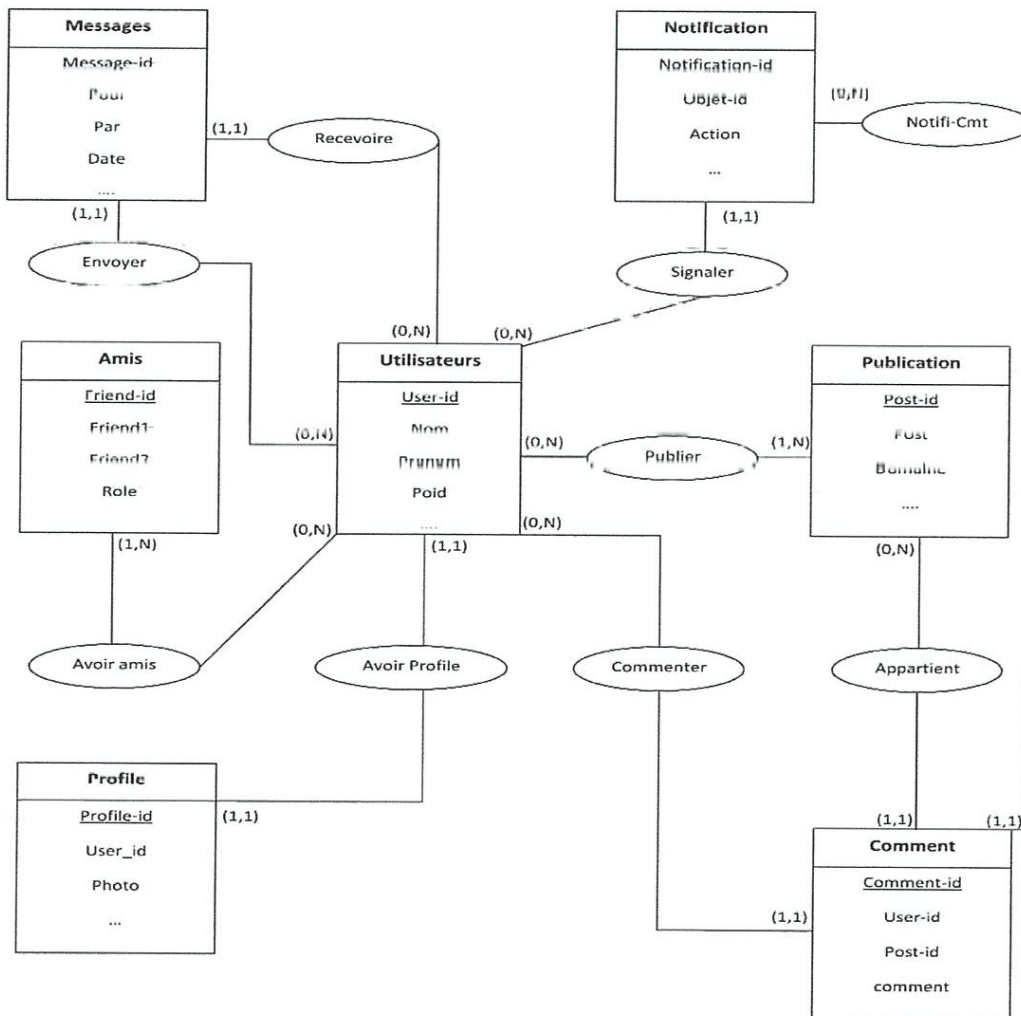 Messages
Message-id
Par
Date
....
(1,1)
Recevoire
(1,1)
Envoyer
(0,N)
Notification
Notification-id
Objet-id
Action
...
(0,N)
Notifi-Cmt
(1,1)
Signaler
(0,N)
Amis
Friend-id
Friend1
Friend2
Role
(1,N)
Avoir amis
(0,N)
Utilisateurs
User-id
Nom
Poid
....
(0,N)
(0,N)
Publier
(1,N)
Publication
Post-id
....
(0,N)
(1,1)
Avoir Profile
(0,N)
Commenter
Appartient
Profile
Profile-id
User_id
Photo
...
(1,1)
(1,1)
(1,1)
Comment
Comment-id
User-id
Post-id
comment
(1,1)